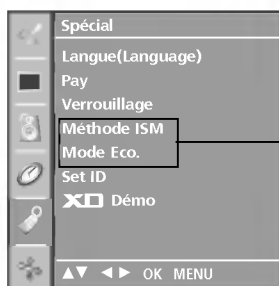 Spécial
Langue(Language)
Pay
Verrouillage
Méthode ISM
Mode Eco.
Set ID
XD Démo
▲▼ ◄► OK MENU